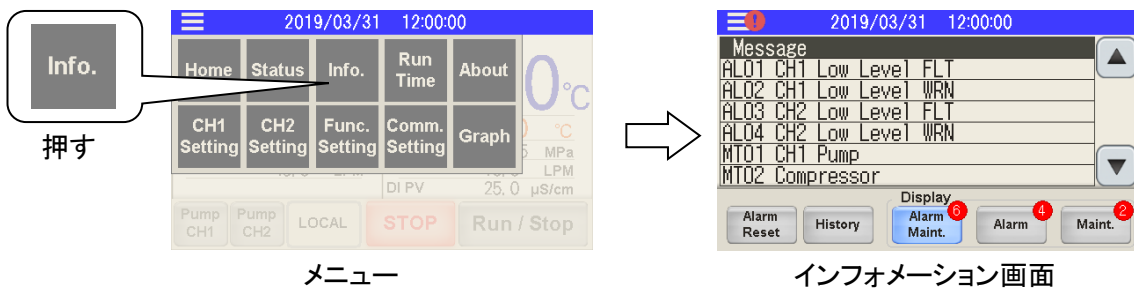 Info.
押す
2019/03/31 12:00:00
Home Status Info. Run Time About
0℃
CH1 Setting CH2 Setting Func. Setting Comm. Setting Graph
℃
MPa
LPM
DI PV 25.0 μS/cm
Pump CH1 Pump CH2 LOCAL STOP Run / Stop
メニュー
2019/03/31 12:00:00
Message
AL01 CH1 Low Level FLT
AL02 CH1 Low Level WRN
AL03 CH2 Low Level FLT
AL04 CH2 Low Level WRN
MT01 CH1 Pump
MT02 Compressor
Display
Alarm Reset History Alarm Maint. 6 Alarm 4 Maint. 2
インフォメーション画面